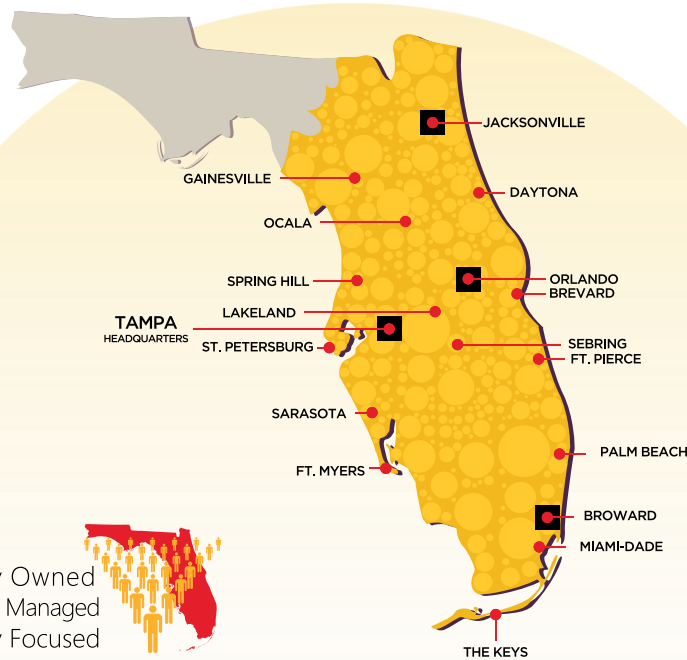 JACKSONVILLE
GAINESVILLE
DAYTONA
OCALA
SPRING HILL
ORLANDO
BREVARD
LAKELAND
TAMPA
HEADQUARTERS
ST. PETERSBURG
SEBRING
FT. PIERCE
SARASOTA
PALM BEACH
FT. MYERS
BROWARD
MIAMI-DADE
Owned
Managed
Focused
THE KEYS